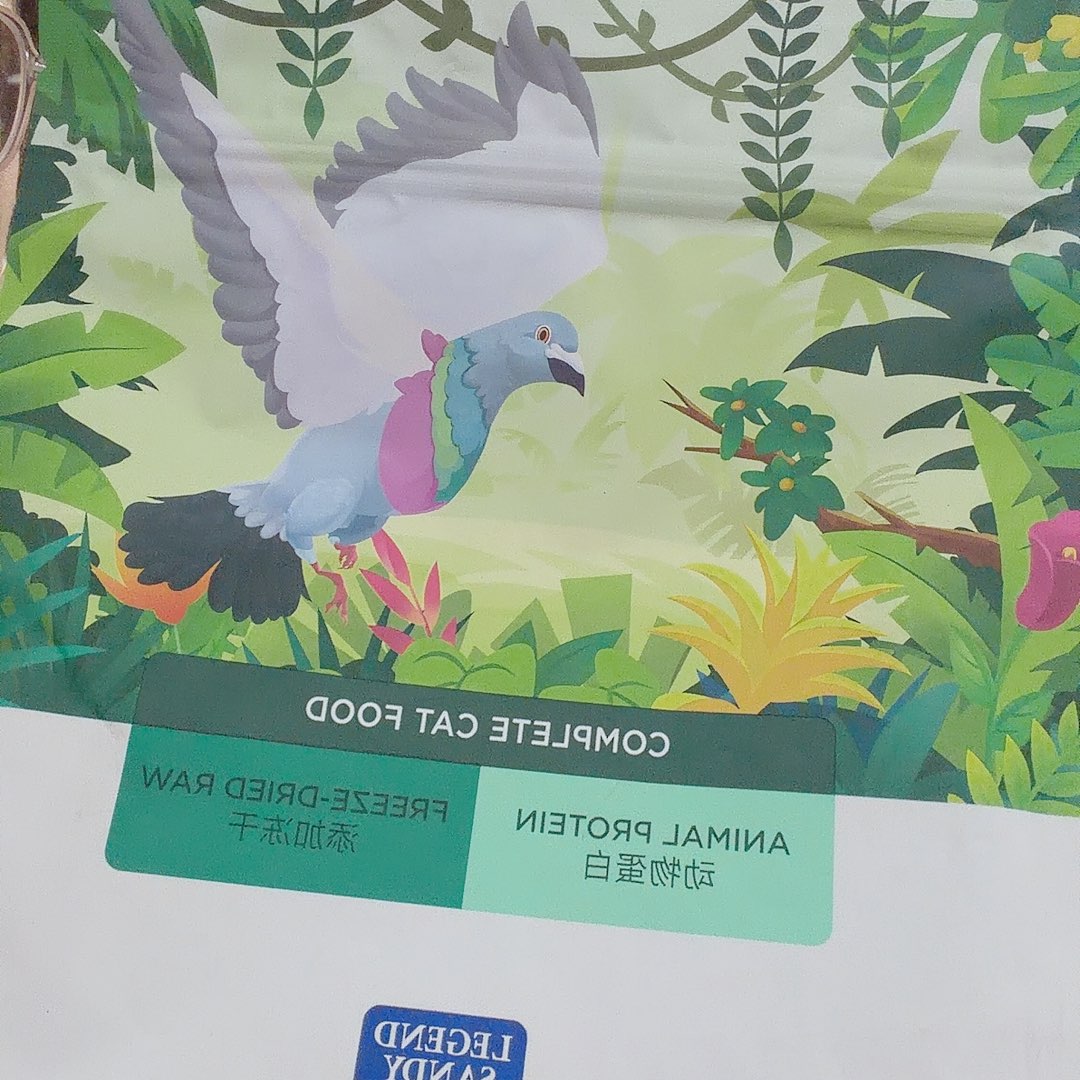 COMPLETE CAT FOOD
ANIMAL PROTEIN
动物蛋白
FREEZE-DRIED RAW
添加冻干
LEGEND
SANDY